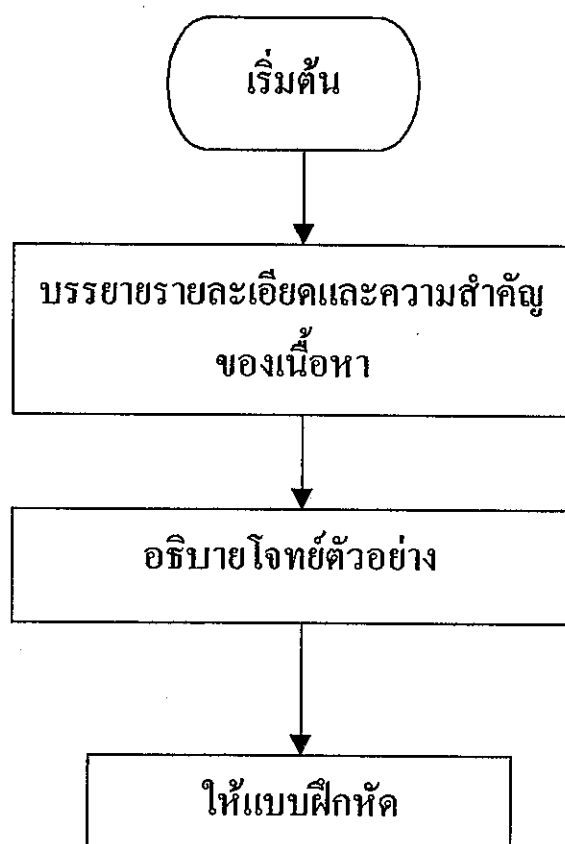 เริ่มต้น
บรรยายรายละเอียดและความสำคัญ
ของเนื้อหา
อธิบายโจทย์ตัวอย่าง
ให้แบบฝึกหัด